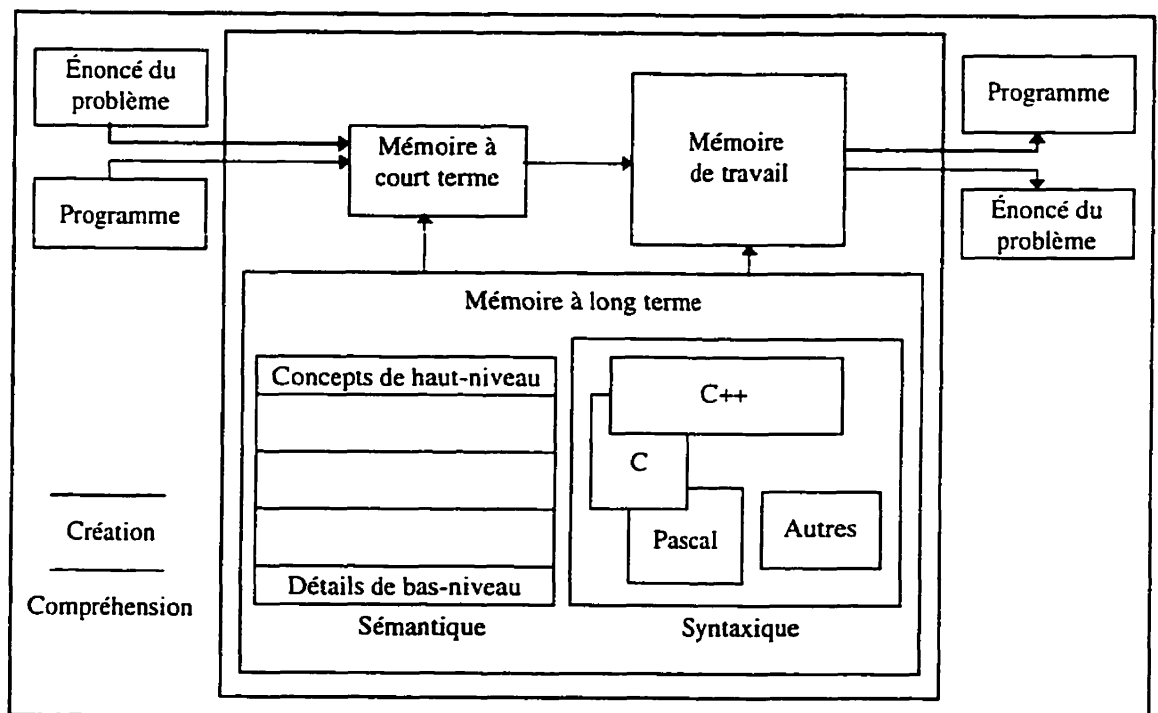 Énoncé du
problème
Programme
Mémoire à
court terme
Mémoire
de travail
Programme
Énoncé du
problème
Mémoire à long terme
Concepts de haut-niveau
Détails de bas-niveau
Sémantique
C++
C
Pascal
Autres
Syntaxique
Création
Compréhension